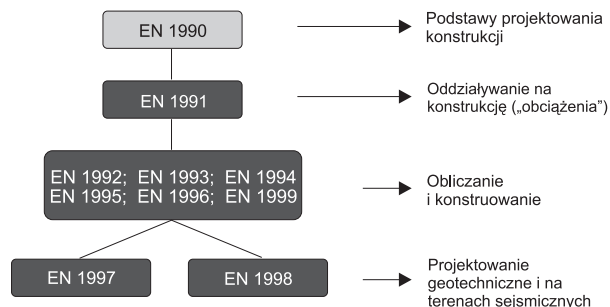 EN 1990
Podstawy projektowania
konstrukcji
EN 1991
Oddziaływanie na
konstrukcję („obciążenia”)
EN 1992; EN 1993; EN 1994
EN 1995; EN 1996; EN 1999
Obliczanie
i konstruowanie
EN 1997
EN 1998
Projektowanie
geotechniczne i na
terenach sejsmicznych